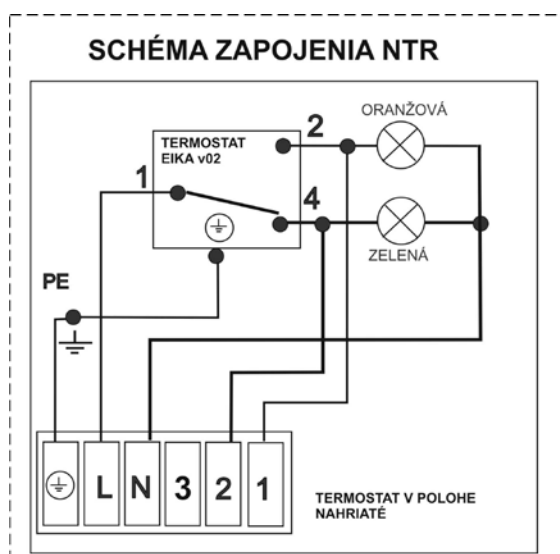 SCHÉMA ZAPOJENIA NTR
ORANŽOVÁ
2
TERMOSTAT
EIKA v02
1
4
ZELENÁ
PE
L N 3 2 1
TERMOSTAT V POLOHE
NAHRIATÉ